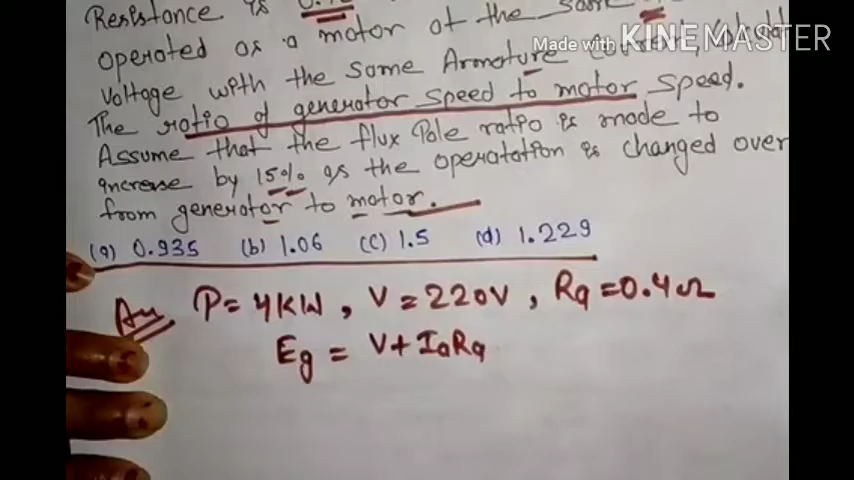 Resistance is
operated as a motor at the same
Made with KINEMASTER
voltage with the same Armature Current,
The ratio of generator speed to motor speed.
Assume that the flux Pole ratio is made to
increase by 15% as the operatation is changed over
from generator to motor.
(a) 0.935 (b) 1.06 (c) 1.5 (d) 1.229
Ans P = 4KW, V = 220V, Ra = 0.4Ω
Eg = V + IaRa